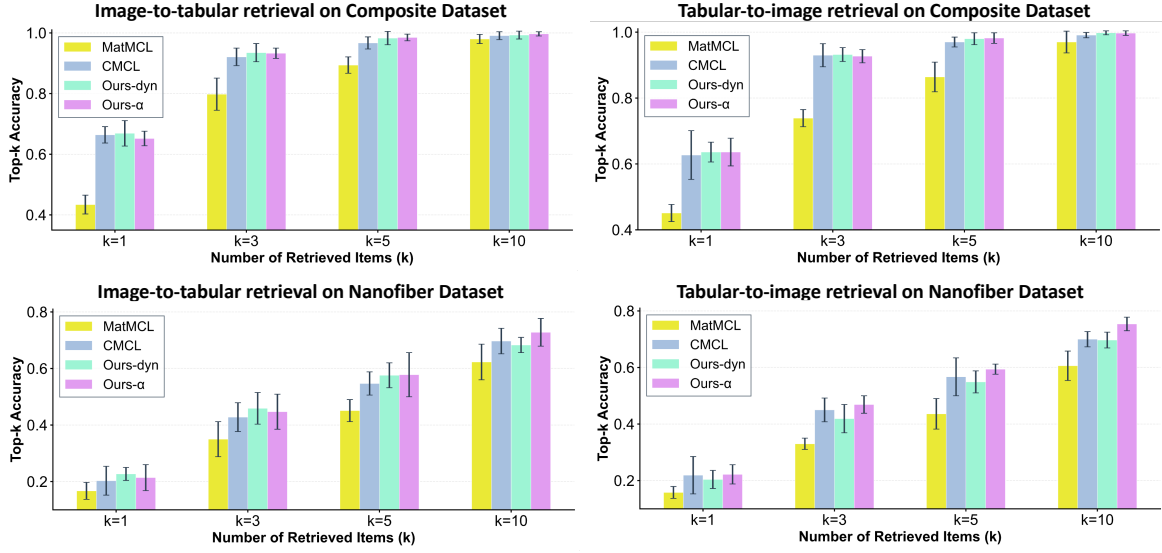 Image-to-tabular retrieval on Composite Dataset
Top-k Accuracy
1.0
0.8
0.6
0.4
MatMCL
CMCL
Ours-dyn
Ours-α
k=1 k=3 k=5 k=10
Number of Retrieved Items (k)
Tabular-to-image retrieval on Composite Dataset
Top-k Accuracy
1.0
0.8
0.6
0.4
MatMCL
CMCL
Ours-dyn
Ours-α
k=1 k=3 k=5 k=10
Number of Retrieved Items (k)
Image-to-tabular retrieval on Nanofiber Dataset
Top-k Accuracy
0.8
0.6
0.4
0.2
MatMCL
CMCL
Ours-dyn
Ours-α
k=1 k=3 k=5 k=10
Number of Retrieved Items (k)
Tabular-to-image retrieval on Nanofiber Dataset
Top-k Accuracy
0.8
0.6
0.4
0.2
MatMCL
CMCL
Ours-dyn
Ours-α
k=1 k=3 k=5 k=10
Number of Retrieved Items (k)